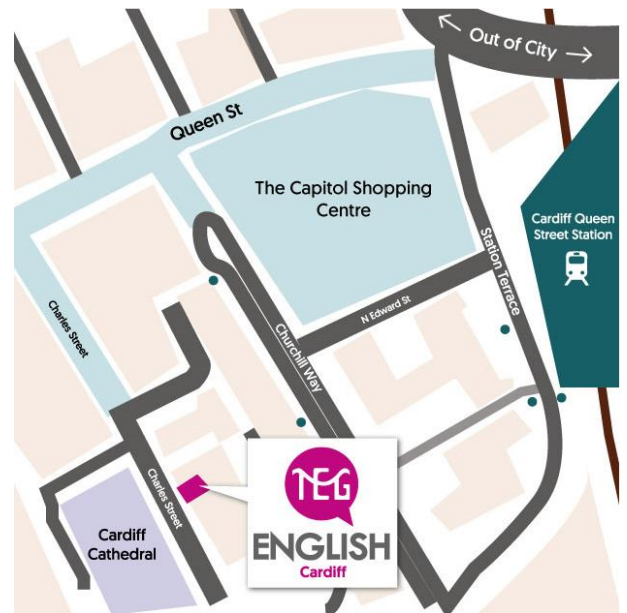 ← Out of City →
Queen St
The Capitol Shopping
Centre
Cardiff Queen
Street Station
Station Terrace
Charles Street
N Edward St
Churchill Way
Charles Street
Cardiff
Cathedral
TEG
ENGLISH
Cardiff